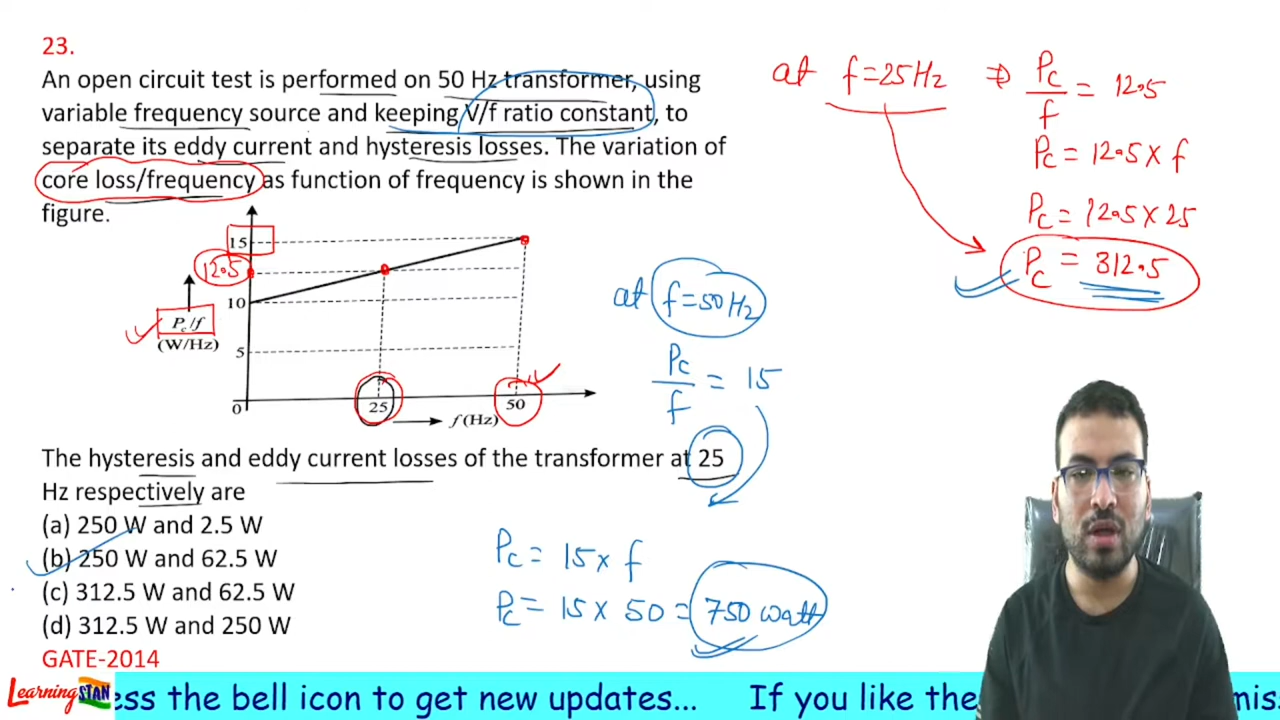 23.
An open circuit test is performed on 50 Hz transformer, using
variable frequency source and keeping V/f ratio constant, to
separate its eddy current and hysteresis losses. The variation of
core loss/frequency as function of frequency is shown in the
figure.
15
12.5
10
Pc/f
(W/Hz)
5
0
25
50
f(Hz)
The hysteresis and eddy current losses of the transformer at 25
Hz respectively are
(a) 250 W and 2.5 W
(b) 250 W and 62.5 W
(c) 312.5 W and 62.5 W
(d) 312.5 W and 250 W
GATE-2014
at f=25Hz ⇒ Pc/f = 12.5
Pc = 12.5 x f
Pc = 12.5 x 25
Pc = 312.5
at f=50Hz
Pc/f = 15
Pc = 15 x f
Pc = 15 x 50 = 750 watt
Learning STAN
ess the bell icon to get new updates... If you like the mis